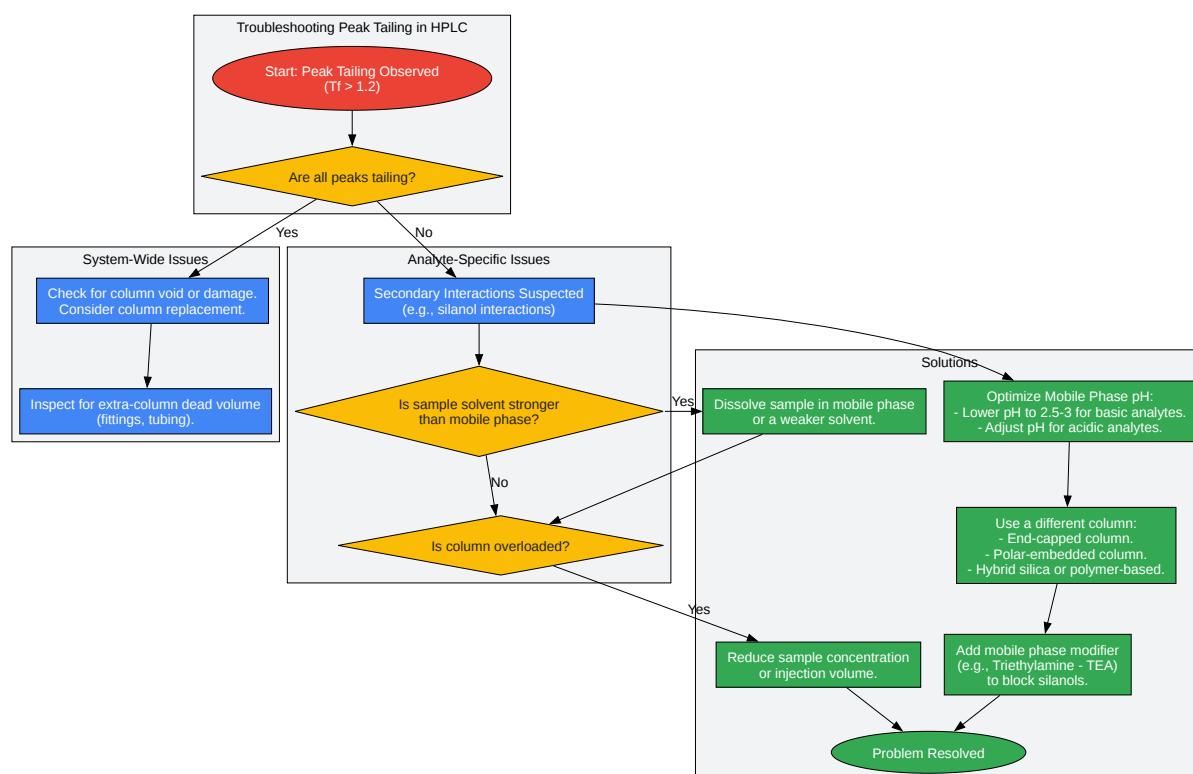 Troubleshooting Peak Tailing in HPLC
Start: Peak Tailing Observed
(Tf > 1.2)
Are all peaks tailing?
Yes
No
System-Wide Issues
Check for column void or damage.
Consider column replacement.
Inspect for extra-column dead volume
(fittings, tubing).
Analyte-Specific Issues
Secondary Interactions Suspected
(e.g., silanol interactions)
Is sample solvent stronger
than mobile phase?
Yes
No
Is column overloaded?
Yes
Solutions
Dissolve sample in mobile phase
or a weaker solvent.
Optimize Mobile Phase pH:
- Lower pH to 2.5-3 for basic analytes.
- Adjust pH for acidic analytes.
Use a different column:
- End-capped column.
- Polar-embedded column.
- Hybrid silica or polymer-based.
Reduce sample concentration
or injection volume.
Add mobile phase modifier
(e.g., Triethylamine - TEA)
to block silanols.
Problem Resolved